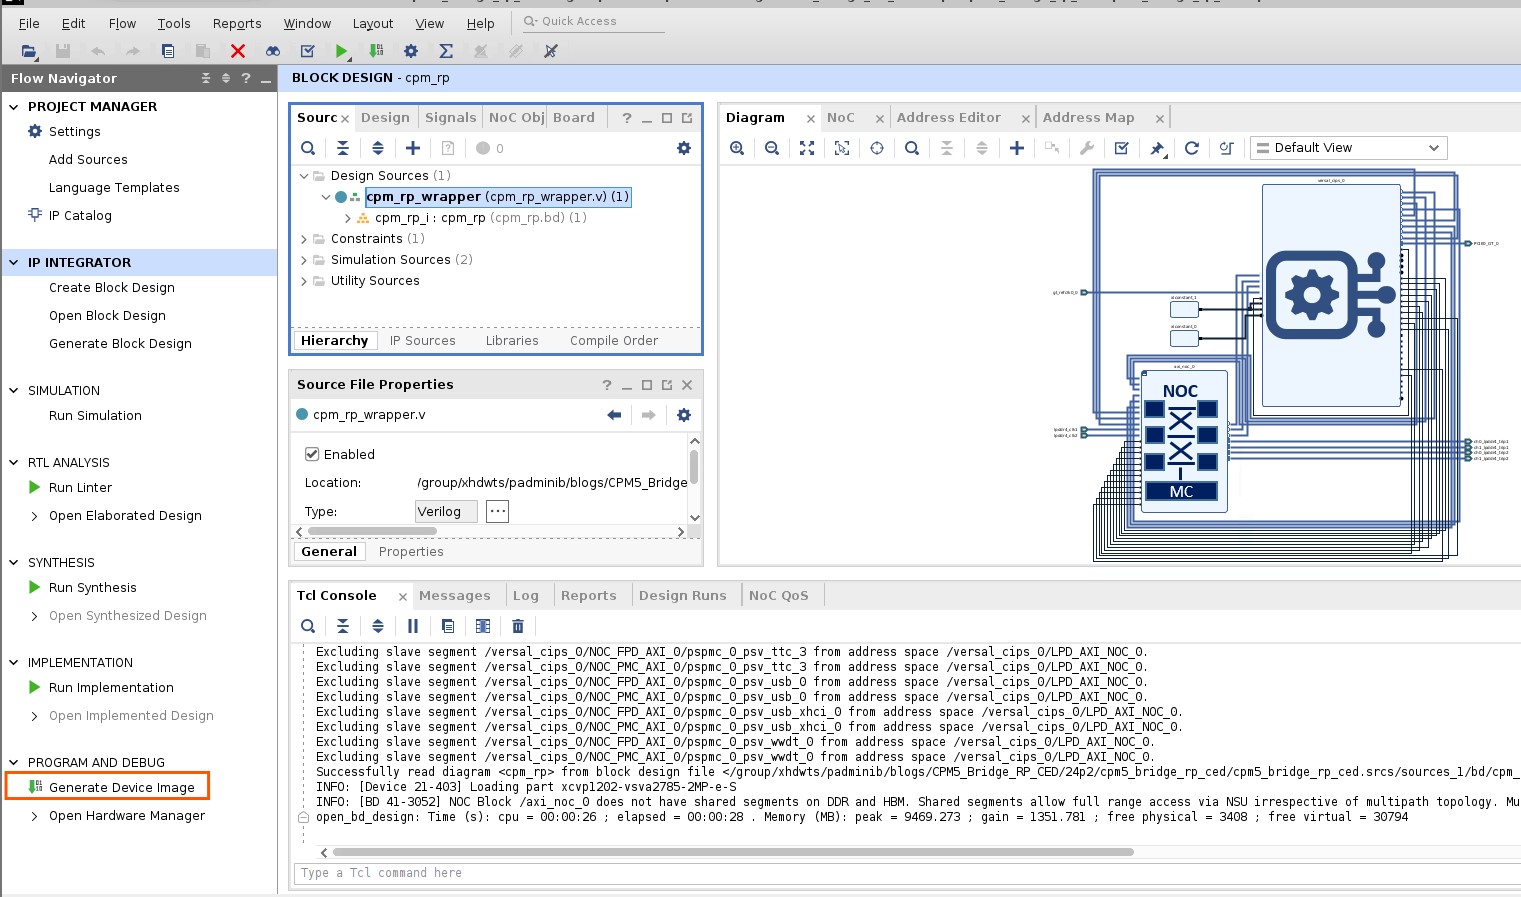 File Edit Flow Tools Reports Window Layout View Help Quick Access
Flow Navigator ? _
BLOCK DESIGN - cpm_rp
PROJECT MANAGER
Settings
Add Sources
Language Templates
IP Catalog
IP INTEGRATOR
Create Block Design
Open Block Design
Generate Block Design
SIMULATION
Run Simulation
RTL ANALYSIS
Run Linter
Open Elaborated Design
SYNTHESIS
Run Synthesis
Open Synthesized Design
IMPLEMENTATION
Run Implementation
Open Implemented Design
PROGRAM AND DEBUG
Generate Device Image
Open Hardware Manager
Sourc Design Signals NoC Obj Board ? _
0
Design Sources (1)
cpm_rp_wrapper (cpm_rp_wrapper.v) (1)
cpm_rp_i : cpm_rp (cpm_rp.bd) (1)
Constraints (1)
Simulation Sources (2)
Utility Sources
Hierarchy IP Sources Libraries Compile Order
Source File Properties ? _
cpm_rp_wrapper.v
Enabled
Location: /group/xhdwts/padminib/blogs/CPM5_Bridge
Type: Verilog ...
General Properties
Diagram NoC Address Editor Address Map
Default View
versal_cips_0
xlconstant_1
xlconstant_0
axi_noc_0
NOC
MC
Tcl Console Messages Log Reports Design Runs NoC QoS
Excluding slave segment /versal_cips_0/NOC_FPD_AXI_0/pspmc_0_psv_ttc_3 from address space /versal_cips_0/LPD_AXI_NOC_0.
Excluding slave segment /versal_cips_0/NOC_PMC_AXI_0/pspmc_0_psv_ttc_3 from address space /versal_cips_0/LPD_AXI_NOC_0.
Excluding slave segment /versal_cips_0/NOC_FPD_AXI_0/pspmc_0_psv_usb_0 from address space /versal_cips_0/LPD_AXI_NOC_0.
Excluding slave segment /versal_cips_0/NOC_PMC_AXI_0/pspmc_0_psv_usb_0 from address space /versal_cips_0/LPD_AXI_NOC_0.
Excluding slave segment /versal_cips_0/NOC_FPD_AXI_0/pspmc_0_psv_usb_xhci_0 from address space /versal_cips_0/LPD_AXI_NOC_0.
Excluding slave segment /versal_cips_0/NOC_PMC_AXI_0/pspmc_0_psv_usb_xhci_0 from address space /versal_cips_0/LPD_AXI_NOC_0.
Excluding slave segment /versal_cips_0/NOC_FPD_AXI_0/pspmc_0_psv_wwdt_0 from address space /versal_cips_0/LPD_AXI_NOC_0.
Excluding slave segment /versal_cips_0/NOC_PMC_AXI_0/pspmc_0_psv_wwdt_0 from address space /versal_cips_0/LPD_AXI_NOC_0.
Successfully read diagram <cpm_rp> from block design file </group/xhdwts/padminib/blogs/CPM5_Bridge_RP_CED/24p2/cpm5_bridge_rp_ced/cpm5_bridge_rp_ced.srcs/sources_1/bd/cpm_
INFO: [Device 21-403] Loading part xcvp1202-vsva2785-2MP-e-S
INFO: [BD 41-3052] NOC Block /axi_noc_0 does not have shared segments on DDR and HBM. Shared segments allow full range access via NSU irrespective of multipath topology. Mu
open_bd_design: Time (s): cpu = 00:00:26 ; elapsed = 00:00:28 . Memory (MB): peak = 9469.273 ; gain = 1351.781 ; free physical = 3408 ; free virtual = 30794
Type a Tcl command here